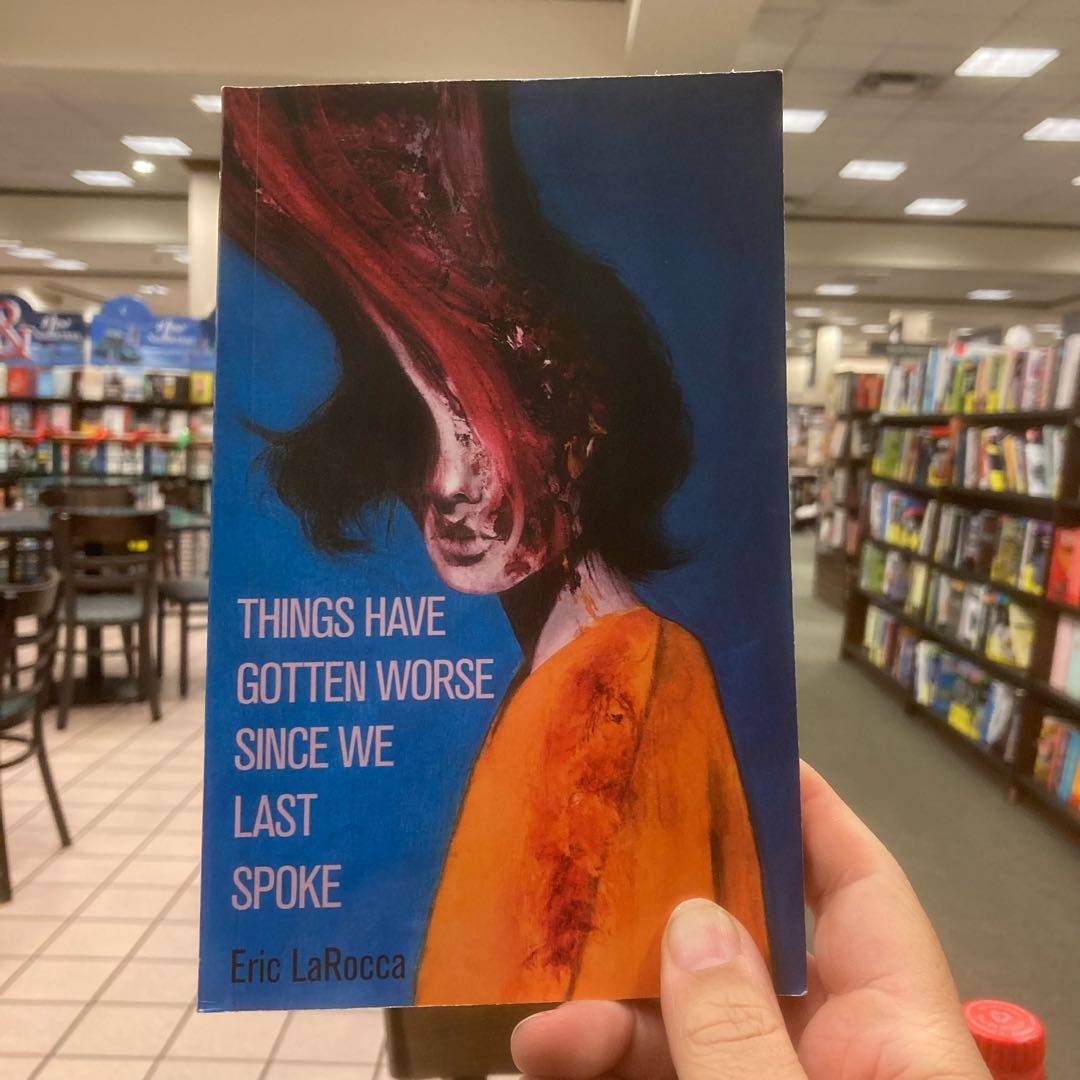 THINGS HAVE
GOTTEN WORSE
SINCE WE
LAST
SPOKE
Eric LaRocca